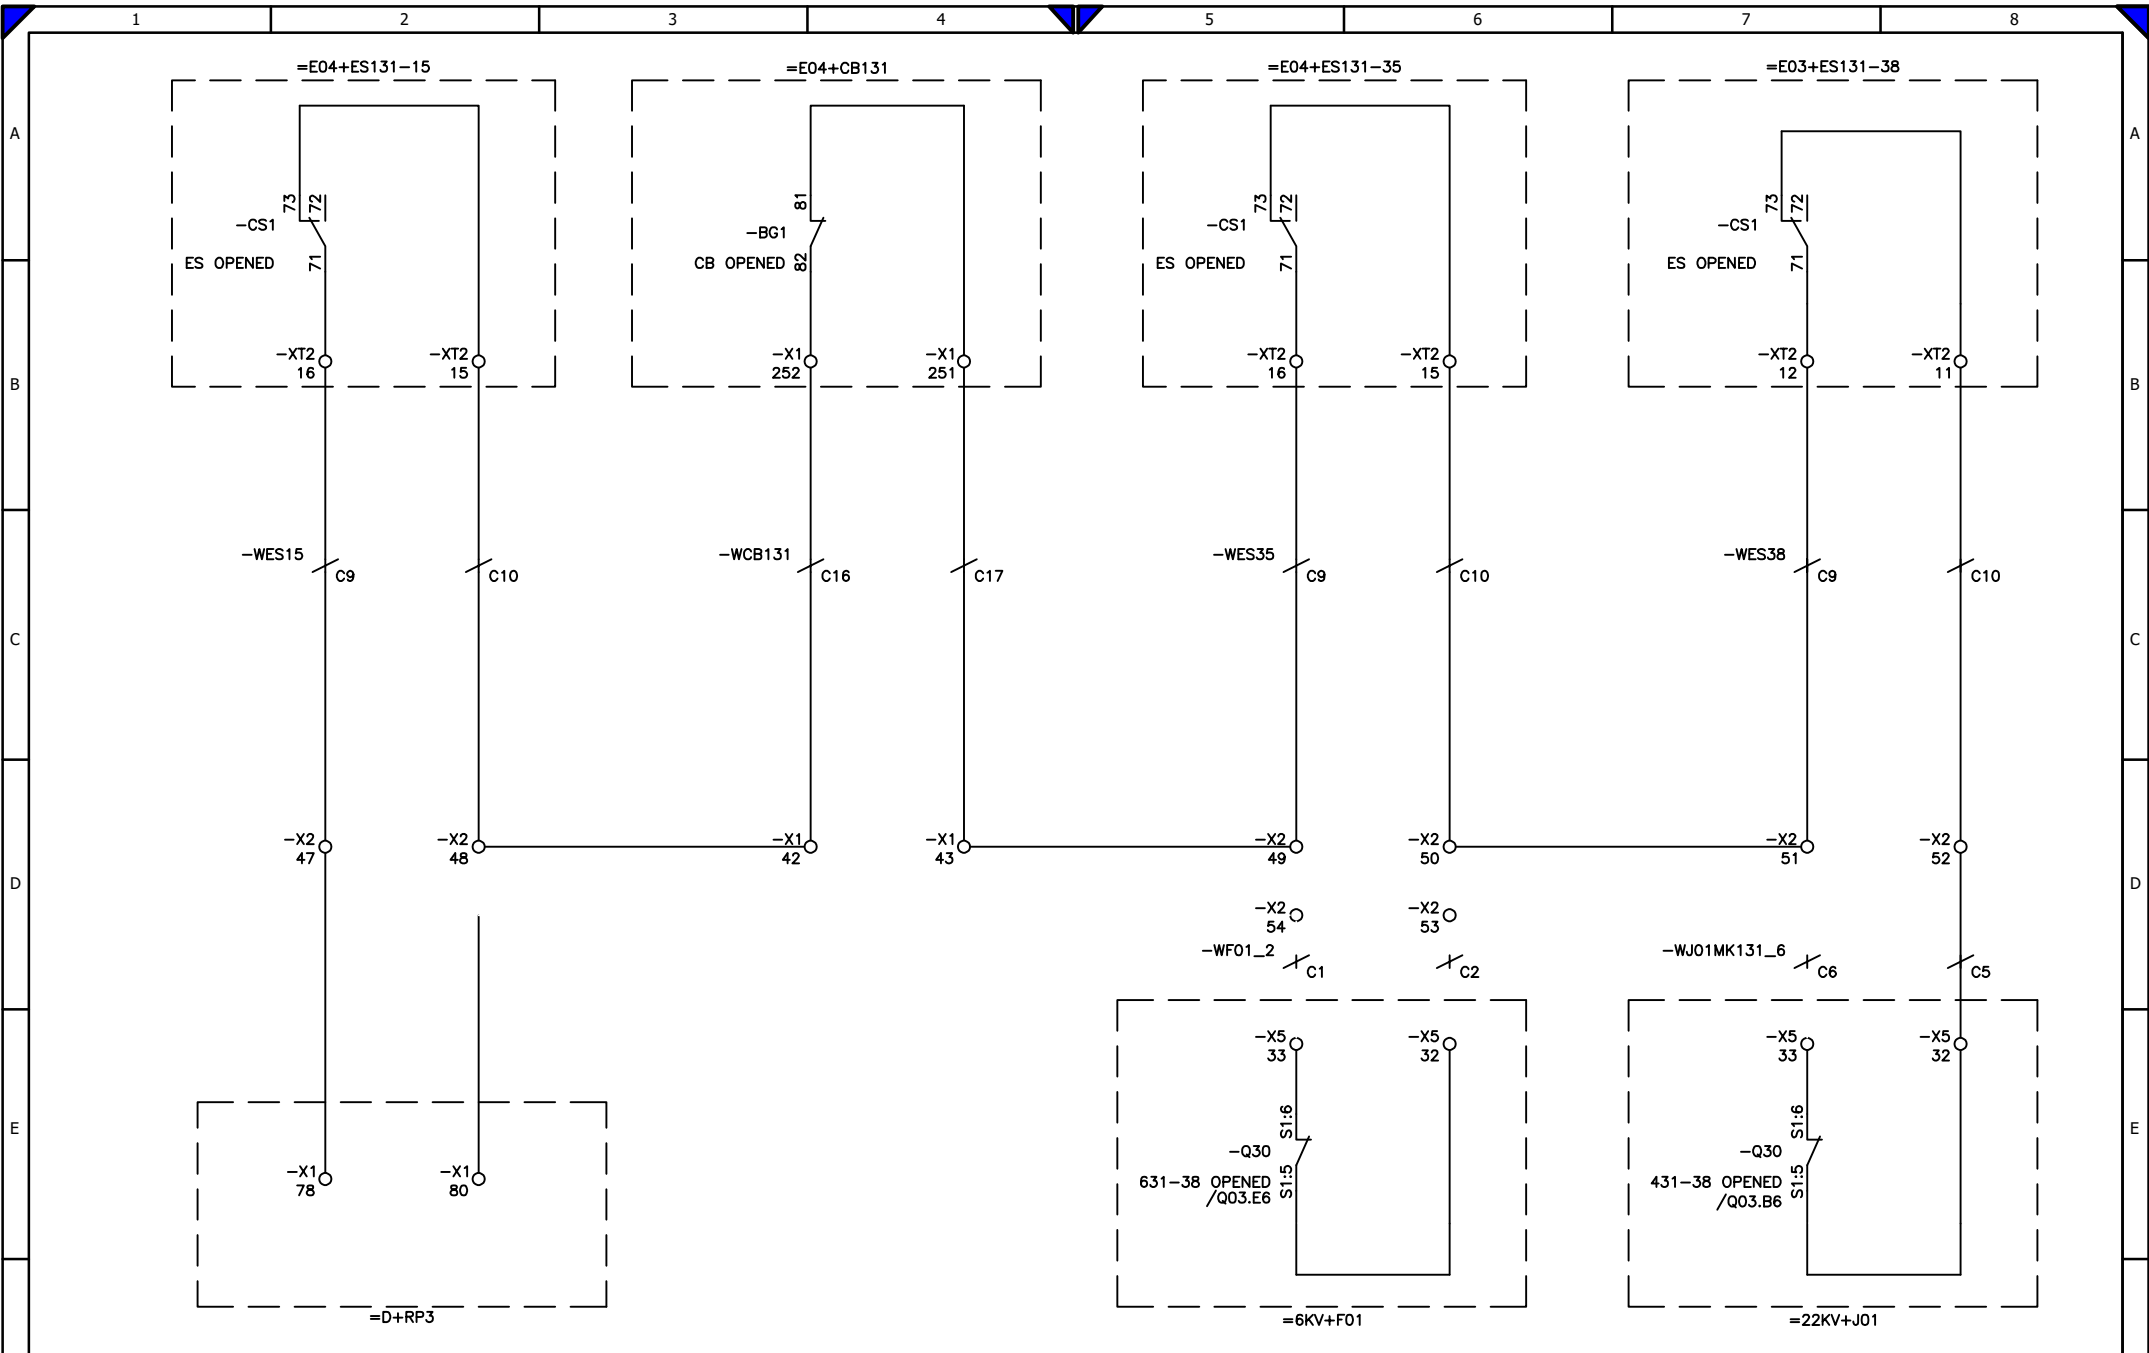 1 2 3 4 5 6 7 8
=E04+ES131-15 =E04+CB131 =E04+ES131-35 =E03+ES131-38
A A
73 72 81 73 72 73 72
-CS1 -BG1 -CS1 -CS1
ES OPENED 71 CB OPENED 82 ES OPENED 71 ES OPENED 71
-XT2 -XT2 -X1 -X1 -XT2 -XT2 -XT2 -XT2
16 15 252 251 16 15 12 11
B B
-WES15 -WCB131 -WES35 -WES38
C9 C10 C16 C17 C9 C10 C9 C10
C C
-X2 -X2 -X1 -X1 -X2 -X2 -X2 -X2
47 48 42 43 49 50 51 52
D D
-X2 -X2
54 53
-WF01_2 -WJ01MK131_6
C1 C2 C6 C5
-X5 -X5 -X5 -X5
33 32 33 32
E E
S1:6 S1:6
-Q30 -Q30
-X1 -X1
78 80
631-38 OPENED S1:5 431-38 OPENED S1:5
/Q03.E6 /Q03.B6
=D+RP3 =6KV+F01 =22KV+J01